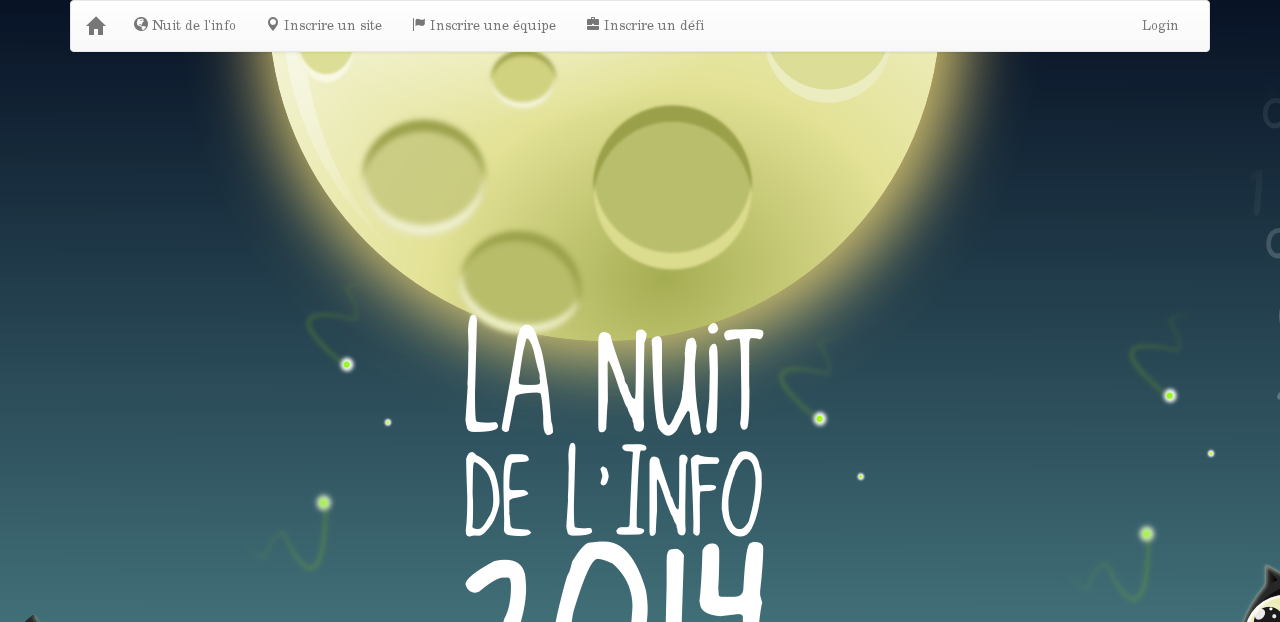 Nuit de l'info Inscrire un site Inscrire une équipe Inscrire un défi Login
LA NUiT
DE L'INFO
2014